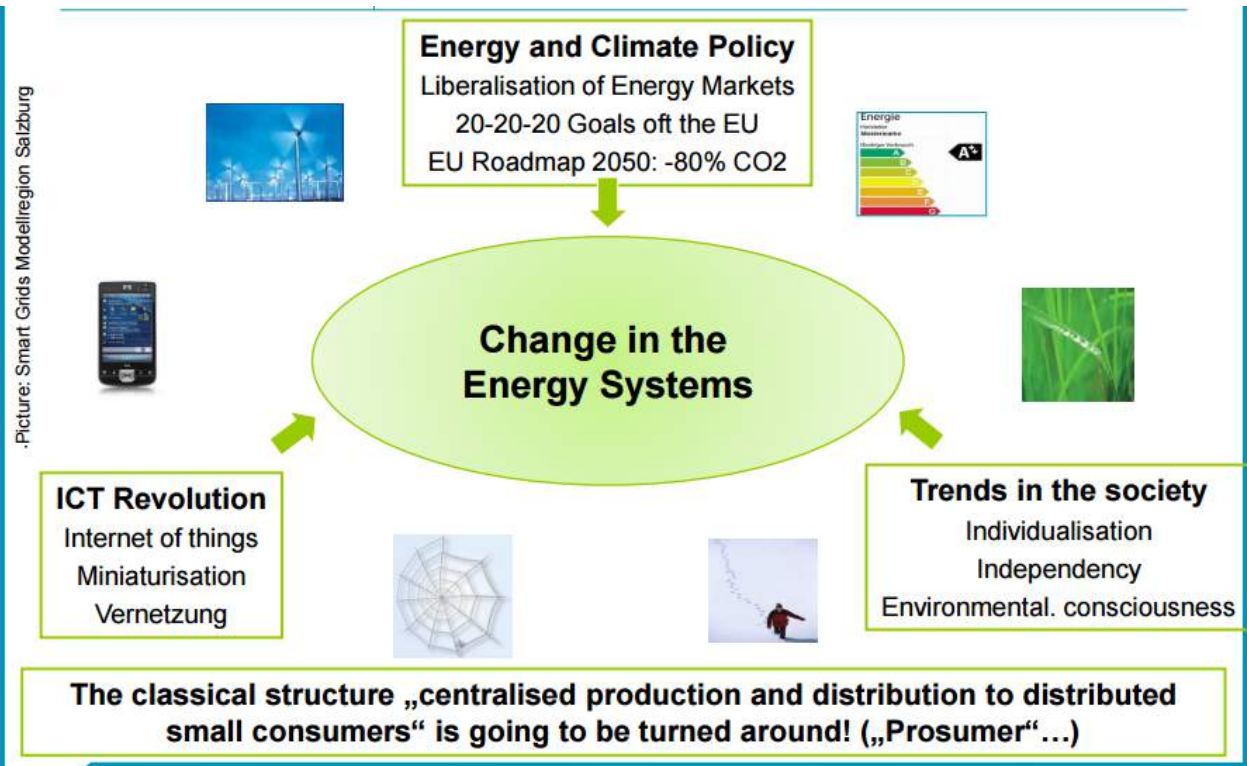 Energy and Climate Policy
Liberalisation of Energy Markets
20-20-20 Goals oft the EU
EU Roadmap 2050: -80% CO2
.Picture: Smart Grids Modellregion Salzburg
Energie
A
B
C
D
E
F
G
A+
Change in the
Energy Systems
ICT Revolution
Internet of things
Miniaturisation
Vernetzung
Trends in the society
Individualisation
Independency
Environmental. consciousness
The classical structure „centralised production and distribution to distributed
small consumers“ is going to be turned around! („Prosumer“…)